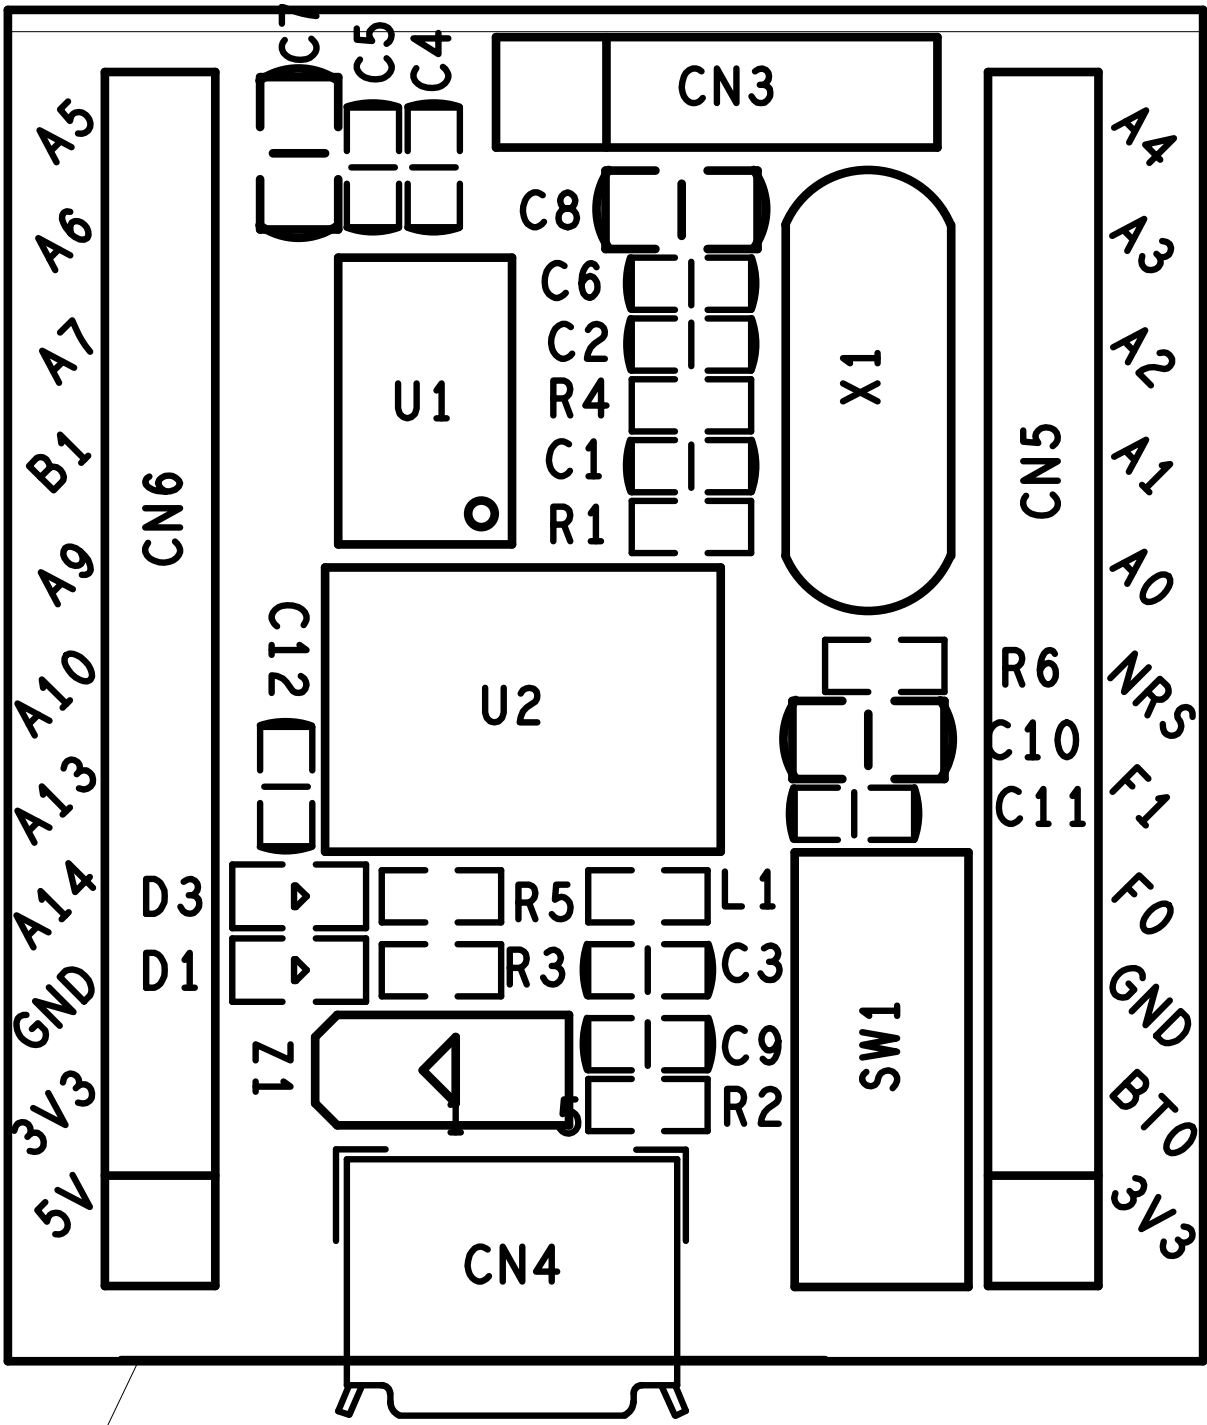 C7
C5
C4
CN3
A5
A6
A7
B1
A9
A10
A13
A14
GND
3V3
5V
CN6
C8
C6
C2
R4
C1
R1
U1
X1
CN5
A4
A3
A2
A1
A0
NRS
F1
F0
GND
BT0
3V3
C12
U2
R6
C10
C11
D3
R5
L1
D1
R3
C3
C9
R2
Z1
1
5
SW1
CN4